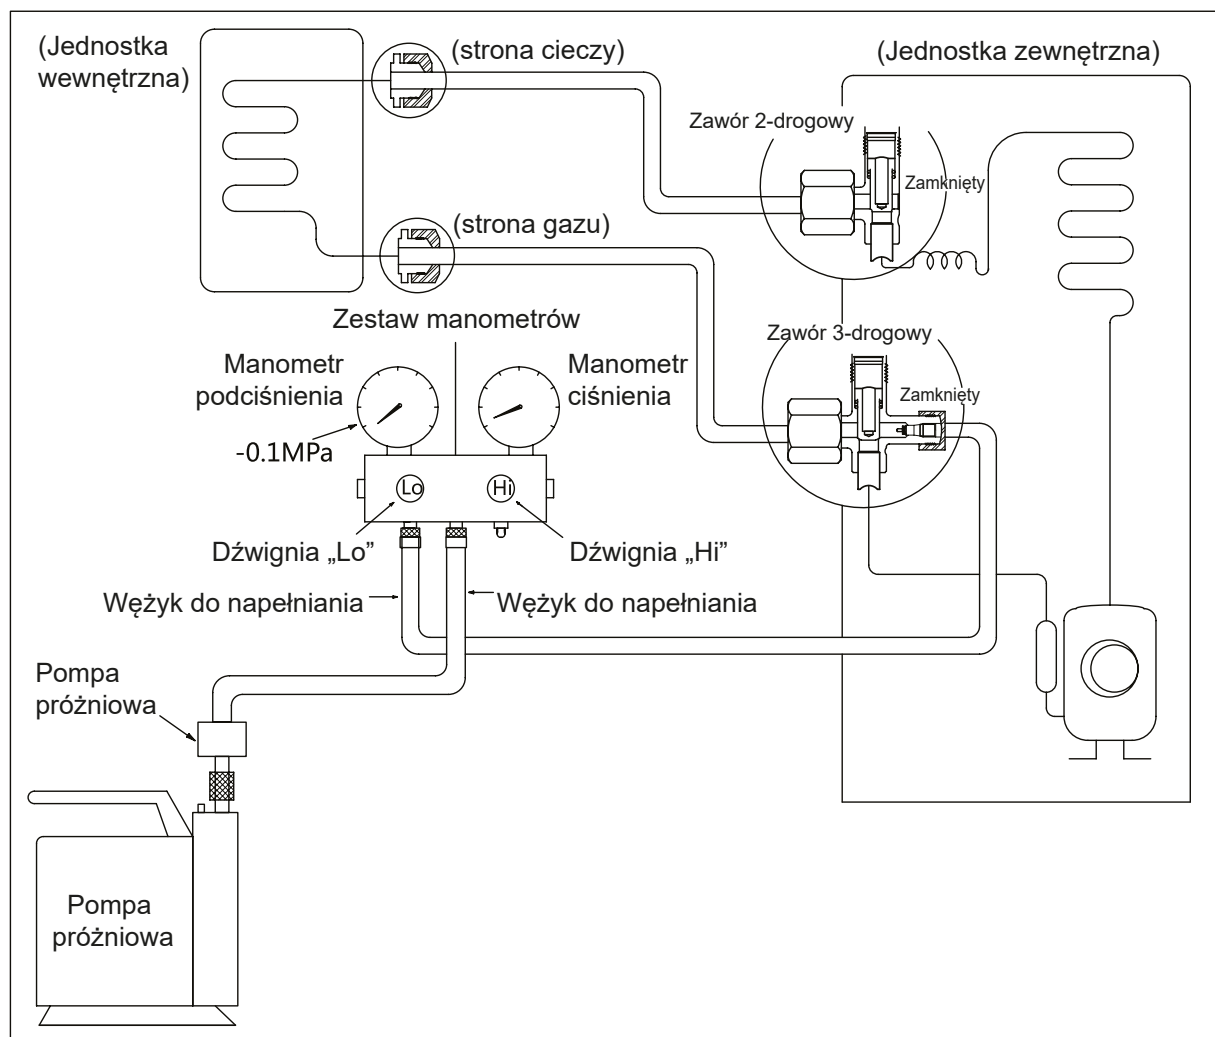 (Jednostka
wewnętrzna)
(strona cieczy)
(Jednostka zewnętrzna)
Zawór 2-drogowy
Zamknięty
(strona gazu)
Zestaw manometrów
Zawór 3-drogowy
Manometr
podciśnienia
Manometr
ciśnienia
Zamknięty
-0.1MPa
Lo
Hi
Dźwignia „Lo”
Dźwignia „Hi”
Wężyk do napełniania
Wężyk do napełniania
Pompa
próżniowa
Pompa
próżniowa